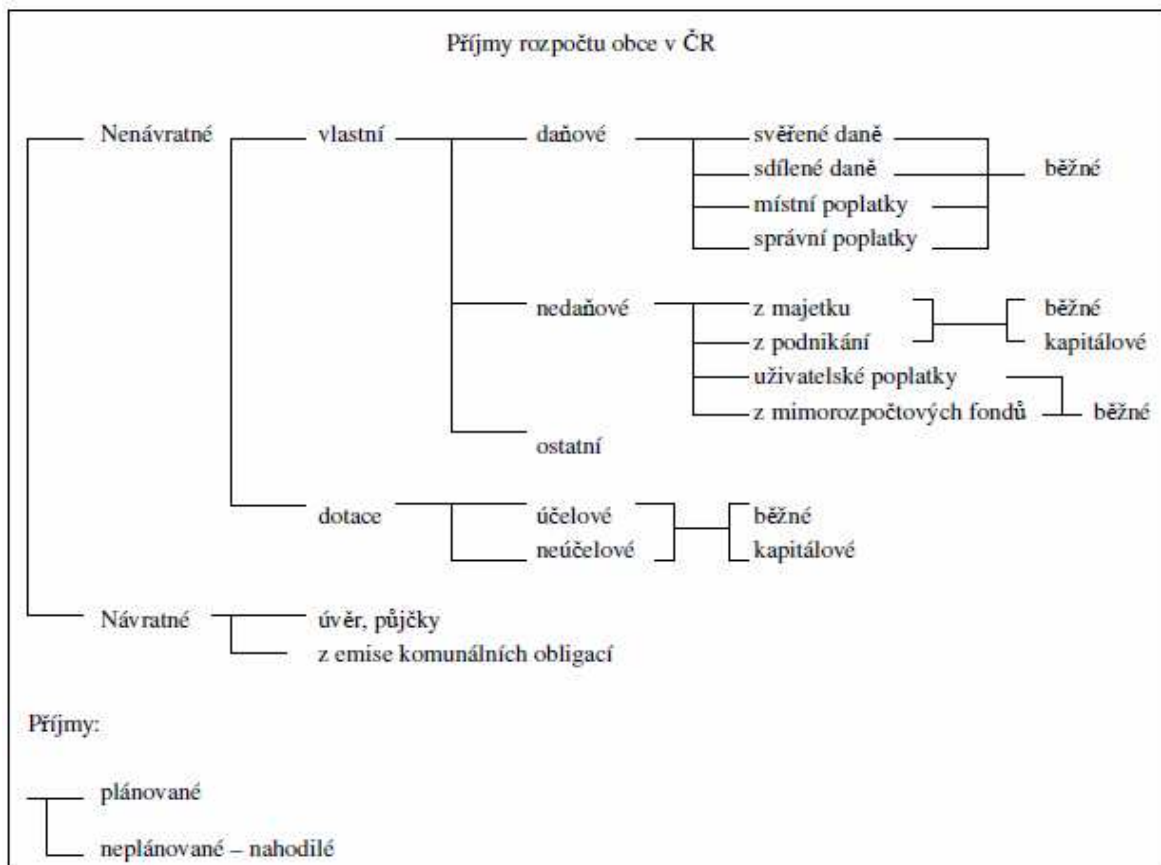 Příjmy rozpočtu obce v ČR
Nenávratné vlastní daňové svěřené daně
sdílené daně běžné
místní poplatky
správní poplatky
nedaňové z majetku běžné
z podnikání kapitálové
uživatelské poplatky
z mimorozpočtových fondů běžné
ostatní
dotace účelové běžné
neúčelové kapitálové
Návratné úvěr, půjčky
z emise komunálních obligací
Příjmy:
plánované
neplánované – nahodilé